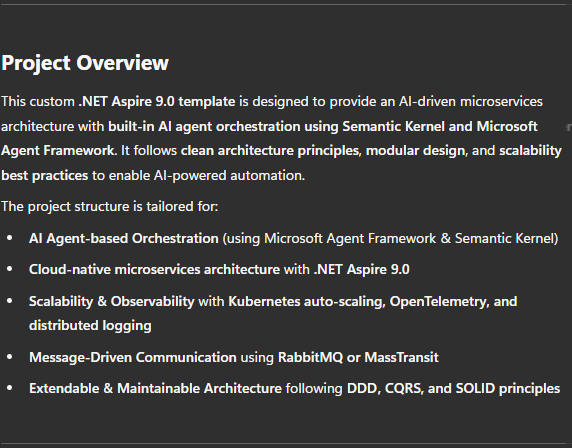 Project Overview
This custom .NET Aspire 9.0 template is designed to provide an AI-driven microservices
architecture with built-in AI agent orchestration using Semantic Kernel and Microsoft
Agent Framework. It follows clean architecture principles, modular design, and scalability
best practices to enable AI-powered automation.
The project structure is tailored for:
• AI Agent-based Orchestration (using Microsoft Agent Framework & Semantic Kernel)
• Cloud-native microservices architecture with .NET Aspire 9.0
• Scalability & Observability with Kubernetes auto-scaling, OpenTelemetry, and
distributed logging
• Message-Driven Communication using RabbitMQ or MassTransit
• Extendable & Maintainable Architecture following DDD, CQRS, and SOLID principles